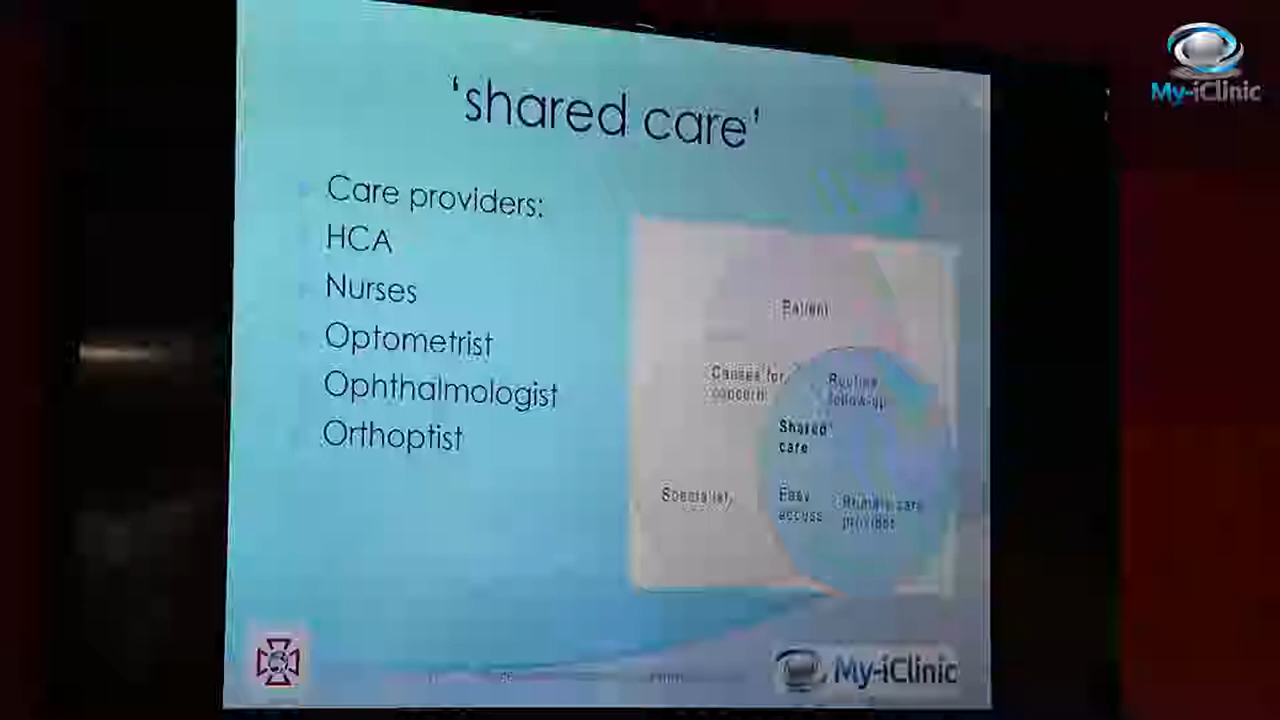 My-iClinic
'shared care'
Care providers:
HCA
Nurses
Optometrist
Ophthalmologist
Orthoptist
Patient
Causes for
concern
Routine
follow-up
Shared
care
Specialist
Easy
access
Primary care
provider
My-iClinic